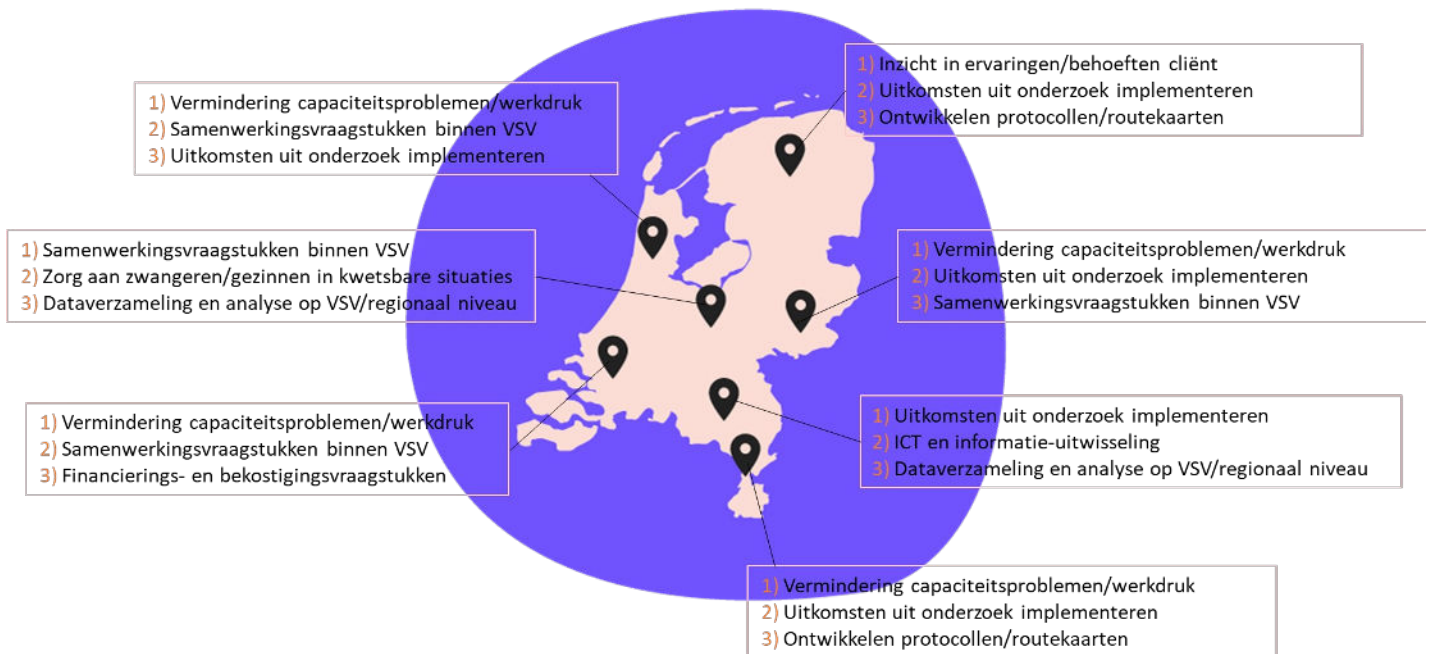 1) Inzicht in ervaringen/behoeften cliënt
2) Uitkomsten uit onderzoek implementeren
3) Ontwikkelen protocollen/routekaarten
1) Vermindering capaciteitsproblemen/werkdruk
2) Samenwerkingsvraagstukken binnen VSV
3) Uitkomsten uit onderzoek implementeren
1) Samenwerkingsvraagstukken binnen VSV
2) Zorg aan zwangeren/gezinnen in kwetsbare situaties
3) Dataverzameling en analyse op VSV/regionaal niveau
1) Vermindering capaciteitsproblemen/werkdruk
2) Uitkomsten uit onderzoek implementeren
3) Samenwerkingsvraagstukken binnen VSV
1) Vermindering capaciteitsproblemen/werkdruk
2) Samenwerkingsvraagstukken binnen VSV
3) Financierings- en bekostigingsvraagstukken
1) Uitkomsten uit onderzoek implementeren
2) ICT en informatie-uitwisseling
3) Dataverzameling en analyse op VSV/regionaal niveau
1) Vermindering capaciteitsproblemen/werkdruk
2) Uitkomsten uit onderzoek implementeren
3) Ontwikkelen protocollen/routekaarten